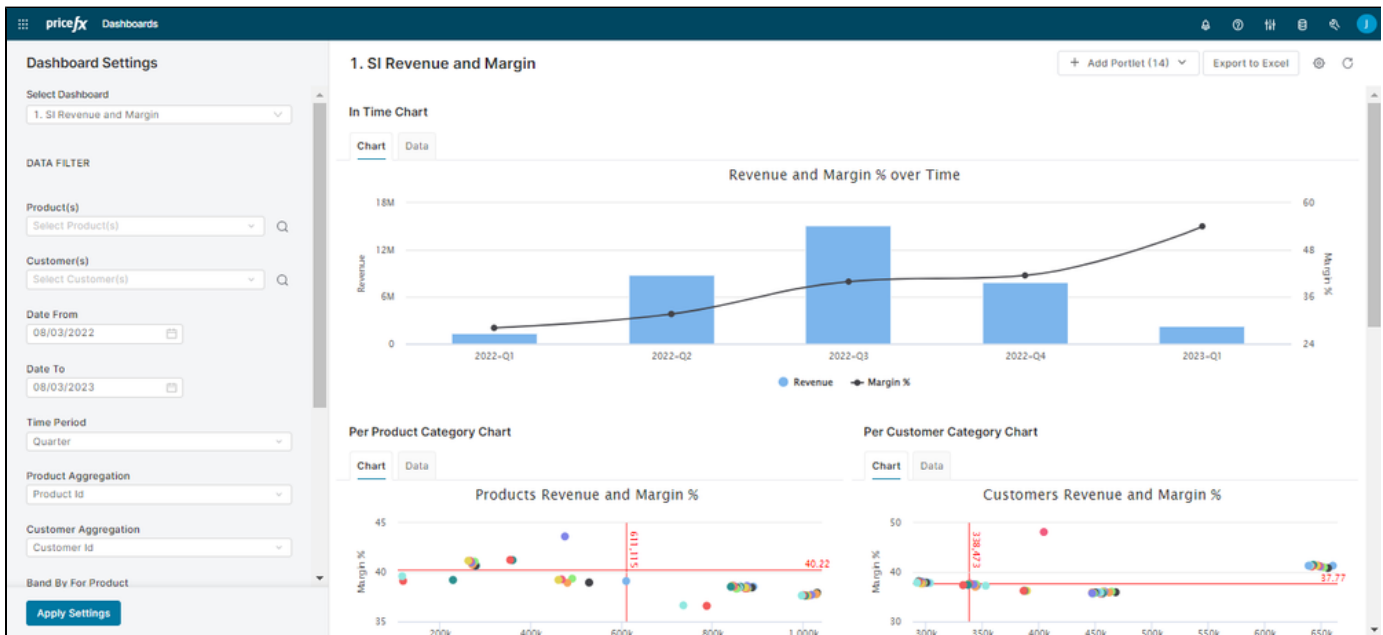 pricefx Dashboards
J
Dashboard Settings
Select Dashboard
1. SI Revenue and Margin
DATA FILTER
Product(s)
Select Product(s)
Customer(s)
Select Customer(s)
Date From
08/03/2022
Date To
08/03/2023
Time Period
Quarter
Product Aggregation
Product Id
Customer Aggregation
Customer Id
Band By For Product
Apply Settings
1. SI Revenue and Margin
+ Add Portlet (14)
Export to Excel
In Time Chart
Chart Data
Revenue and Margin % over Time
18M
12M
6M
0
Revenue
60
48
36
24
Margin %
2022-Q1 2022-Q2 2022-Q3 2022-Q4 2023-Q1
Revenue Margin %
Per Product Category Chart
Chart Data
Products Revenue and Margin %
45
40
35
Margin %
611,115
40.22
200k 400k 600k 800k 1,000k
Per Customer Category Chart
Chart Data
Customers Revenue and Margin %
50
40
30
Margin %
338,473
37.77
300k 350k 400k 450k 500k 550k 600k 650k